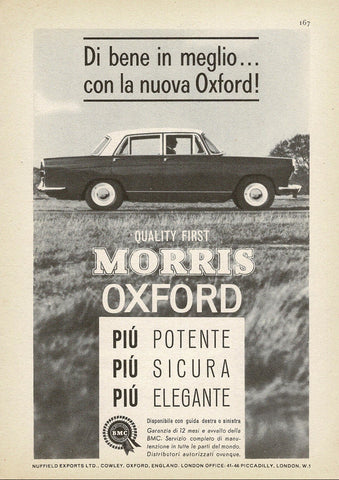 167
Di bene in meglio...
con la nuova Oxford!
QUALITY FIRST
MORRIS
OXFORD
PIÚ POTENTE
PIÚ SICURA
PIÚ ELEGANTE
BMC
Disponibile con guida destra o sinistra
Garanzia di 12 mesi e avvallo della
BMC. Servizio completo di manu-
tenzione in tutte le parti del mondo.
Distributori autorizzati ovunque.
NUFFIELD EXPORTS LTD., COWLEY, OXFORD, ENGLAND. LONDON OFFICE: 41-46 PICCADILLY, LONDON. W.1